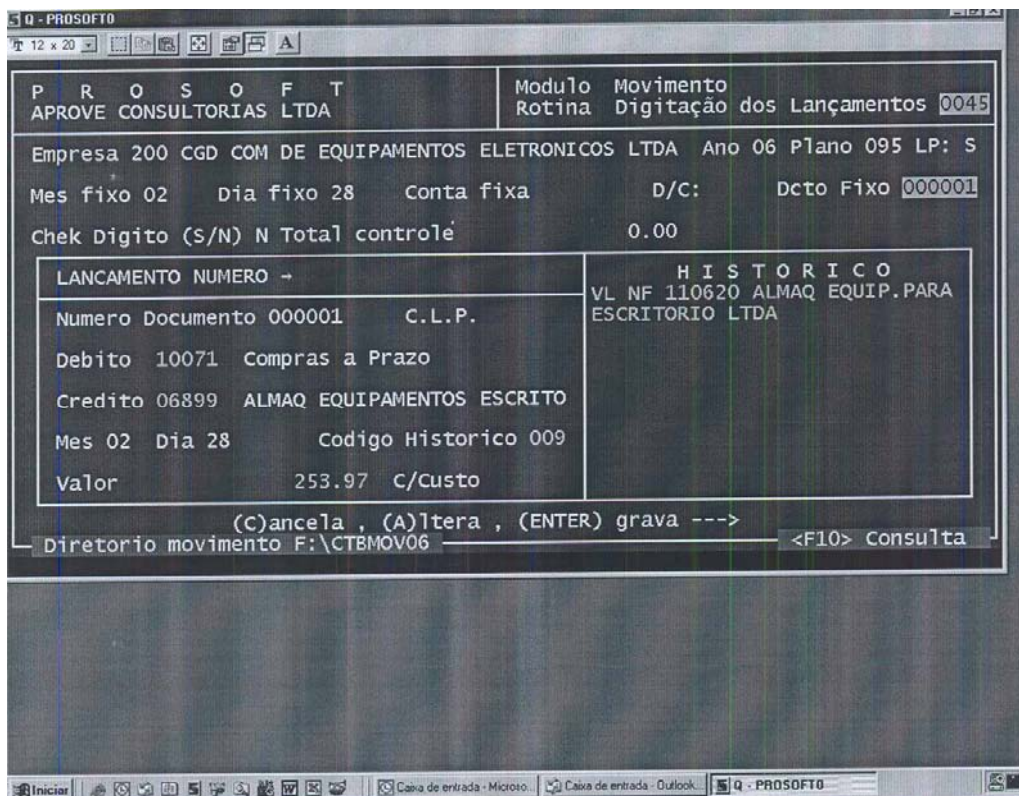 Q - PROSOFT0
12 x 20
A
P R O S O F T
APROVE CONSULTORIAS LTDA
Modulo Movimento
Rotina Digitação dos Lançamentos 0045
Empresa 200 CGD COM DE EQUIPAMENTOS ELETRONICOS LTDA Ano 06 Plano 095 LP: S
Mes fixo 02 Dia fixo 28 Conta fixa D/C: Dcto Fixo 000001
Chek Digito (S/N) N Total controle 0.00
LANCAMENTO NUMERO →
Numero Documento 000001 C.L.P.
Debito 10071 Compras a Prazo
Credito 06899 ALMAQ EQUIPAMENTOS ESCRITO
Mes 02 Dia 28 Codigo Historico 009
Valor 253.97 C/Custo
H I S T O R I C O
VL NF 110620 ALMAQ EQUIP.PARA
ESCRITORIO LTDA
(C)ancela , (A)ltera , (ENTER) grava --->
Diretorio movimento F:\CTBMOV06
<F10> Consulta
Iniciar
Caixa de entrada - Microso...
Caixa de entrada - Outlook...
Q - PROSOFT0